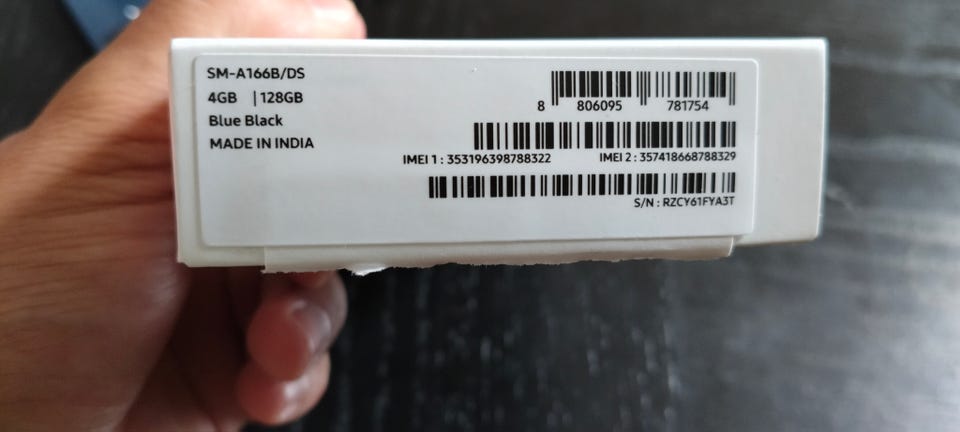 SM-A166B/DS
4GB | 128GB
Blue Black
MADE IN INDIA
8 806095 781754
IMEI 1 : 353196398788322 IMEI 2 : 357418668788329
S/N : RZCY61FYA3T